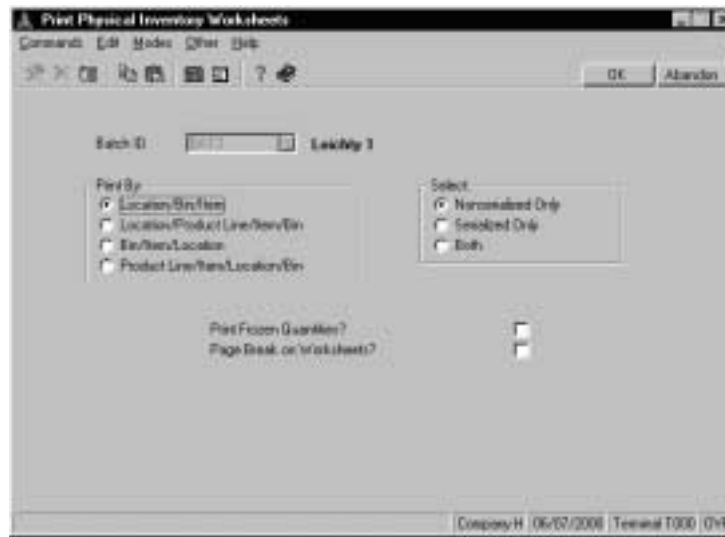 Print Physical Inventory Worksheets
Commands Edit Modes Other Help
OK Abandon
Batch ID
Print By
Select
Location/Bin/Item
Nonserialized Only
Location/Product Line/Item/Bin
Serialized Only
Bin/Item/Location
Both
Product Line/Item/Location/Bin
Print Frozen Quantities?
Page Break on Worksheets?
Company H 06/07/2000 Terminal T000